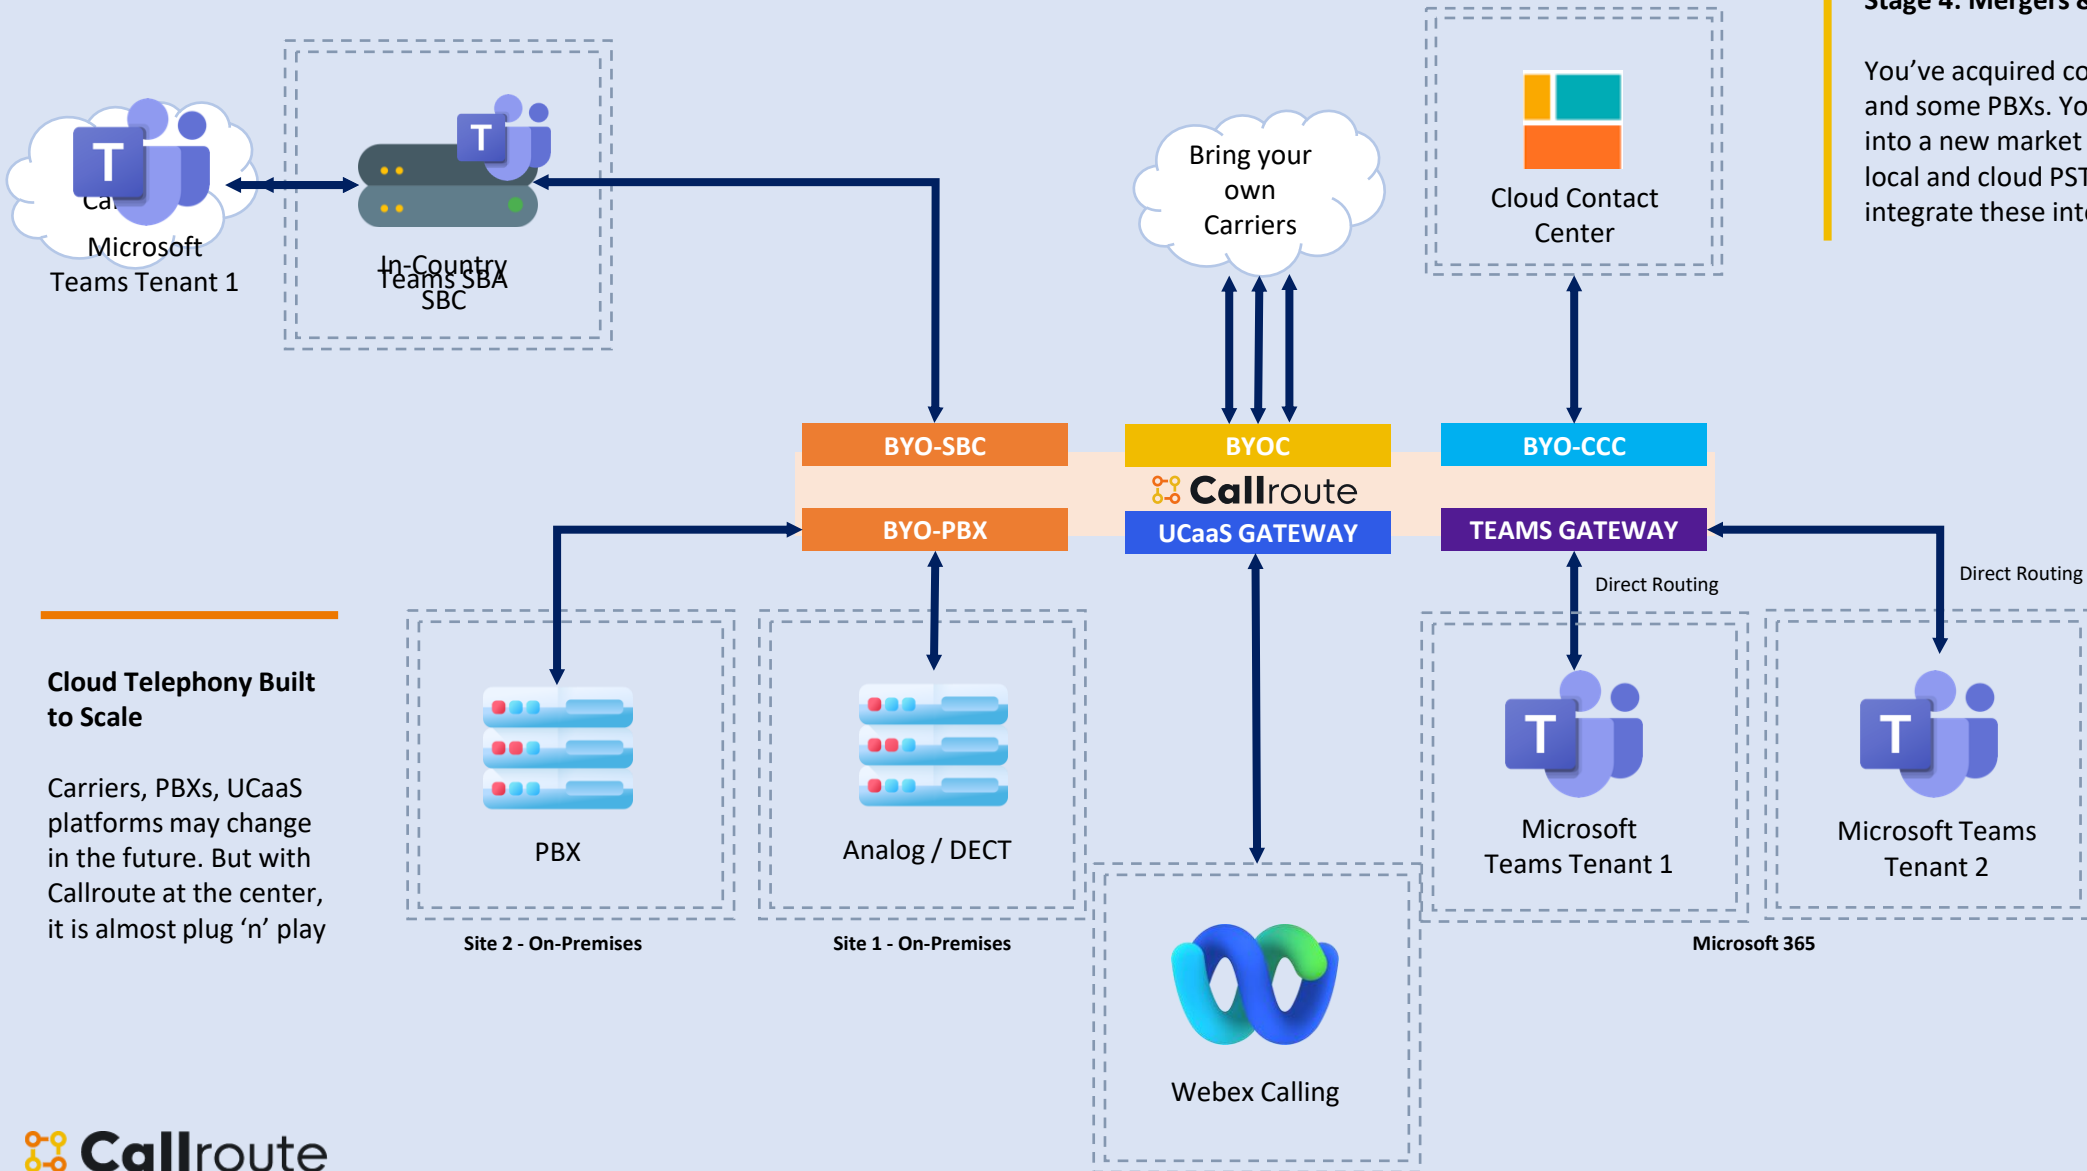 Stage 4: Mergers &
You’ve acquired
and some PBXs.
into a new market
local and cloud
integrate these
Bring your
own
Carriers
Cloud Contact
Center
Microsoft
Teams Tenant 1
In-Country
Teams SBA
SBC
BYO-SBC
BYOC
BYO-CCC
Callroute
BYO-PBX
UCaaS GATEWAY
TEAMS GATEWAY
Direct Routing
Direct Routing
Cloud Telephony Built
to Scale
Carriers, PBXs, UCaaS
platforms may change
in the future. But with
Callroute at the center,
it is almost plug ‘n’ play
PBX
Analog / DECT
Microsoft
Teams Tenant 1
Microsoft Teams
Tenant 2
Site 2 - On-Premises
Site 1 - On-Premises
Microsoft 365
Webex Calling
Callroute